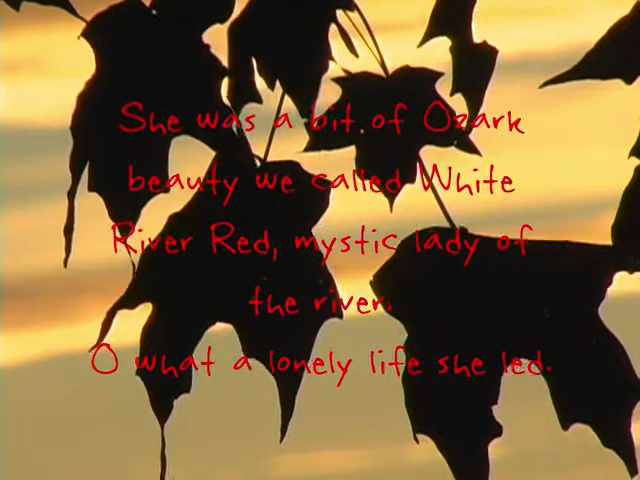 She was a bit of Ozark
beauty we called White
River Red, mystic lady of
the river.
O what a lonely life she led.